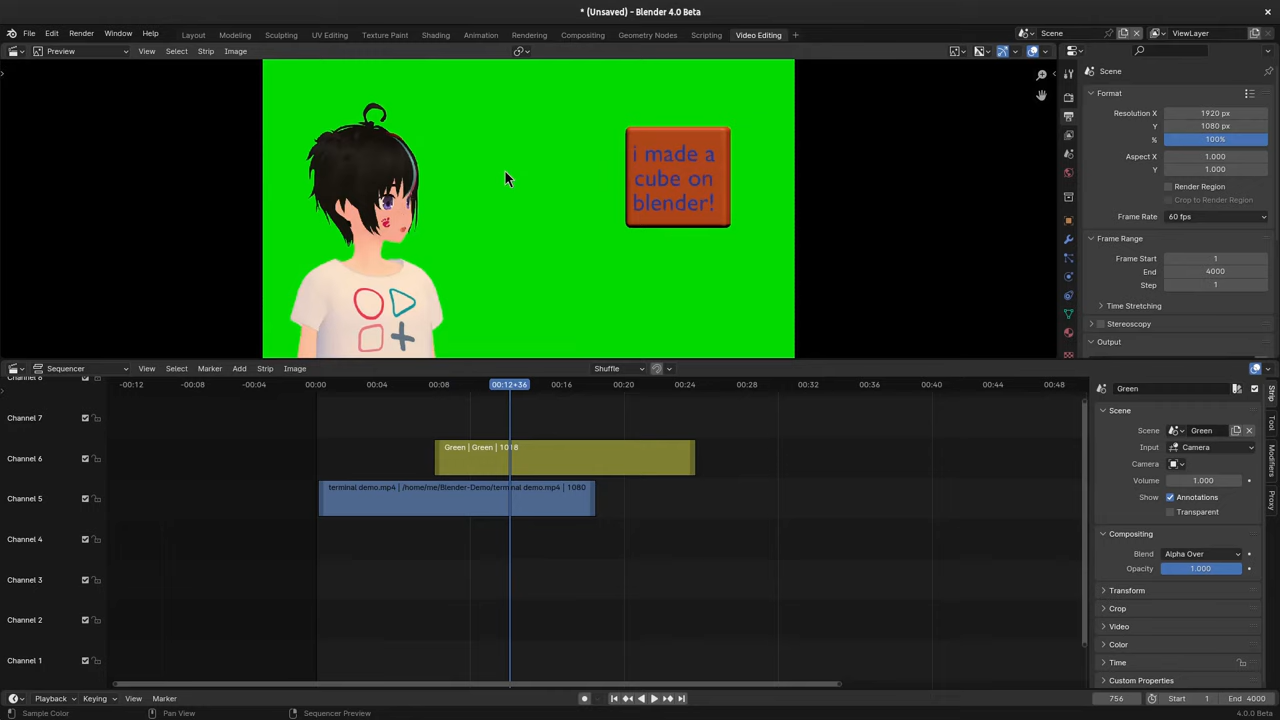 * (Unsaved) - Blender 4.0 Beta
File Edit Render Window Help Layout Modeling Sculpting UV Editing Texture Paint Shading Animation Rendering Compositing Geometry Nodes Scripting Video Editing + Scene ViewLayer
Preview View Select Strip Image
Scene
Format
Resolution X 1920 px
Y 1080 px
% 100%
Aspect X 1.000
Y 1.000
Render Region
Crop to Render Region
Frame Rate 60 fps
Frame Range
Frame Start 1
End 4000
Step 1
Time Stretching
Stereoscopy
Output
i made a
cube on
blender!
Sequencer View Select Marker Add Strip Image Shuffle
-00:12 -00:08 -00:04 00:00 00:04 00:08 00:12+36 00:16 00:20 00:24 00:28 00:32 00:36 00:40 00:44 00:48
Channel 8
Channel 7
Channel 6
Channel 5
Channel 4
Channel 3
Channel 2
Channel 1
Green | Green | 1018
terminal demo.mp4 | /home/me/Blender-Demo/terminal demo.mp4 | 1080
Green
Scene
Scene Green
Input Camera
Camera
Volume 1.000
Show Annotations
Transparent
Compositing
Blend Alpha Over
Opacity 1.000
Transform
Crop
Video
Color
Time
Custom Properties
Strip
Tool
Modifiers
Proxy
Playback Keying View Marker 756 Start 1 End 4000
Sample Color Pan View Sequencer Preview 4.0.0 Beta